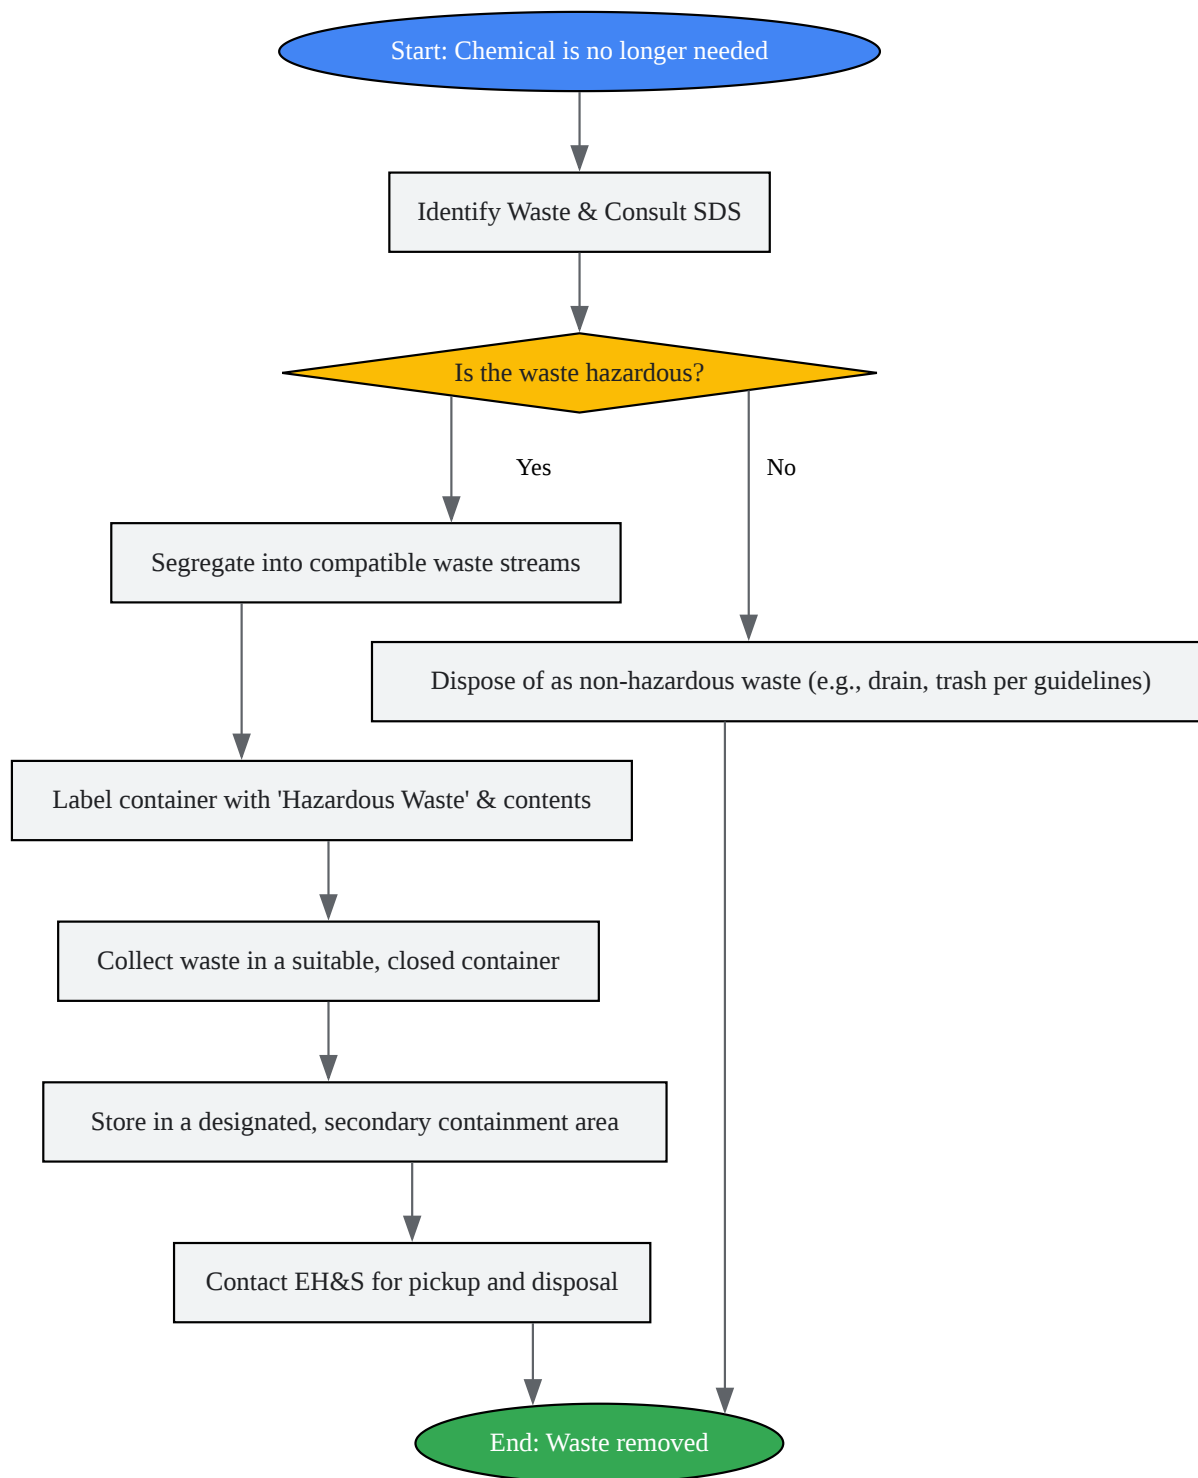 Start: Chemical is no longer needed
Identify Waste & Consult SDS
Is the waste hazardous?
Yes
No
Segregate into compatible waste streams
Dispose of as non-hazardous waste (e.g., drain, trash per guidelines)
Label container with 'Hazardous Waste' & contents
Collect waste in a suitable, closed container
Store in a designated, secondary containment area
Contact EH&S for pickup and disposal
End: Waste removed